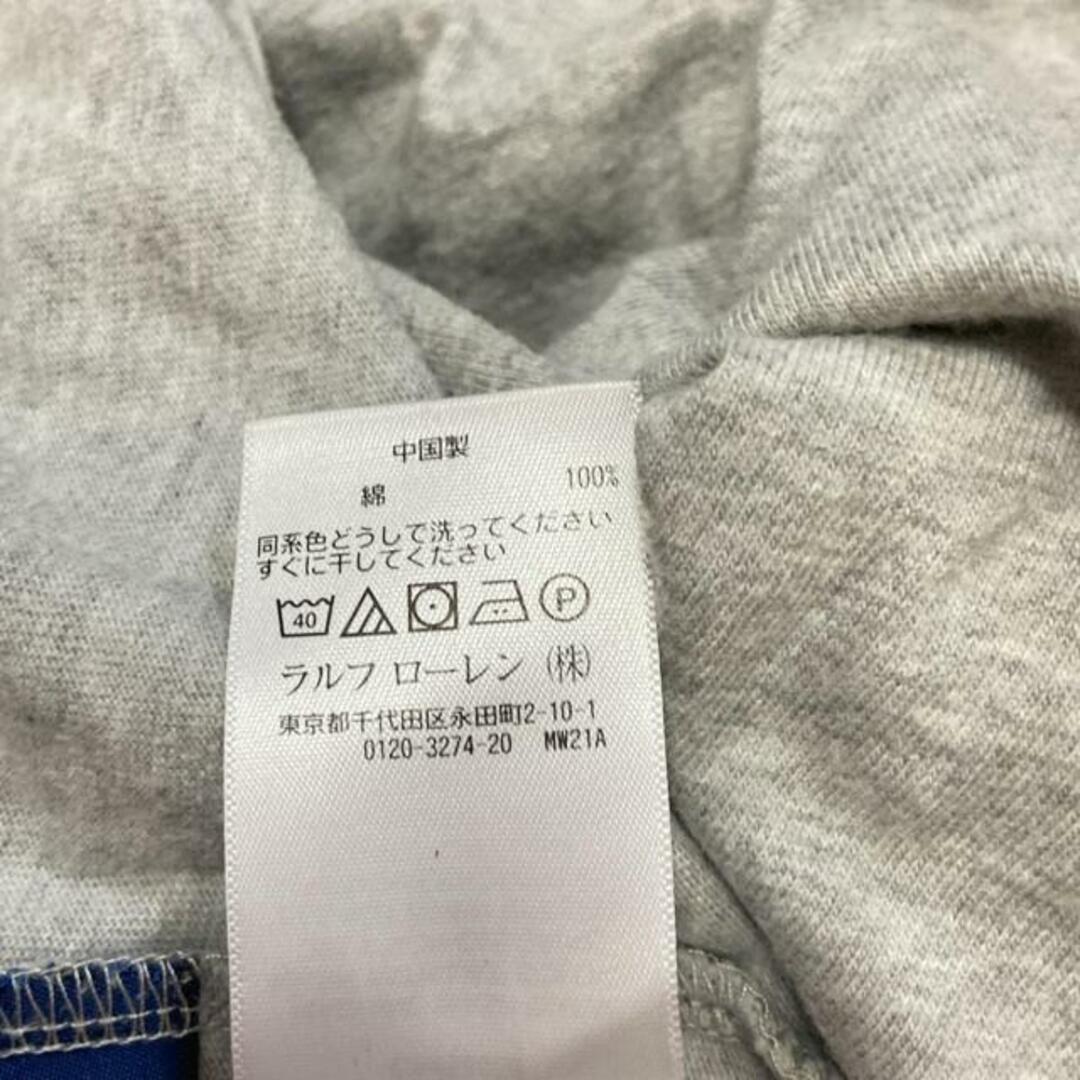 中国製
綿 100%
同系色どうして洗ってください
すぐに干してください
40 P
ラルフ ローレン (株)
東京都千代田区永田町2-10-1
0120-3274-20 MW21A